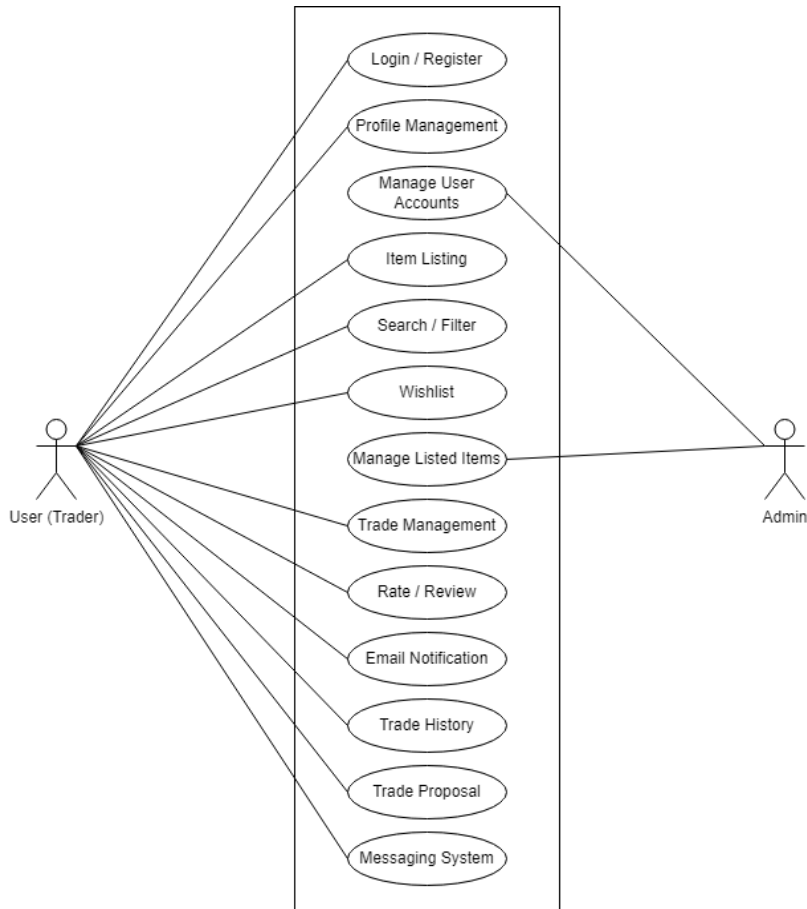 Login / Register
Profile Management
Manage User
Accounts
Item Listing
Search / Filter
Wishlist
Manage Listed Items
User (Trader)
Admin
Trade Management
Rate / Review
Email Notification
Trade History
Trade Proposal
Messaging System